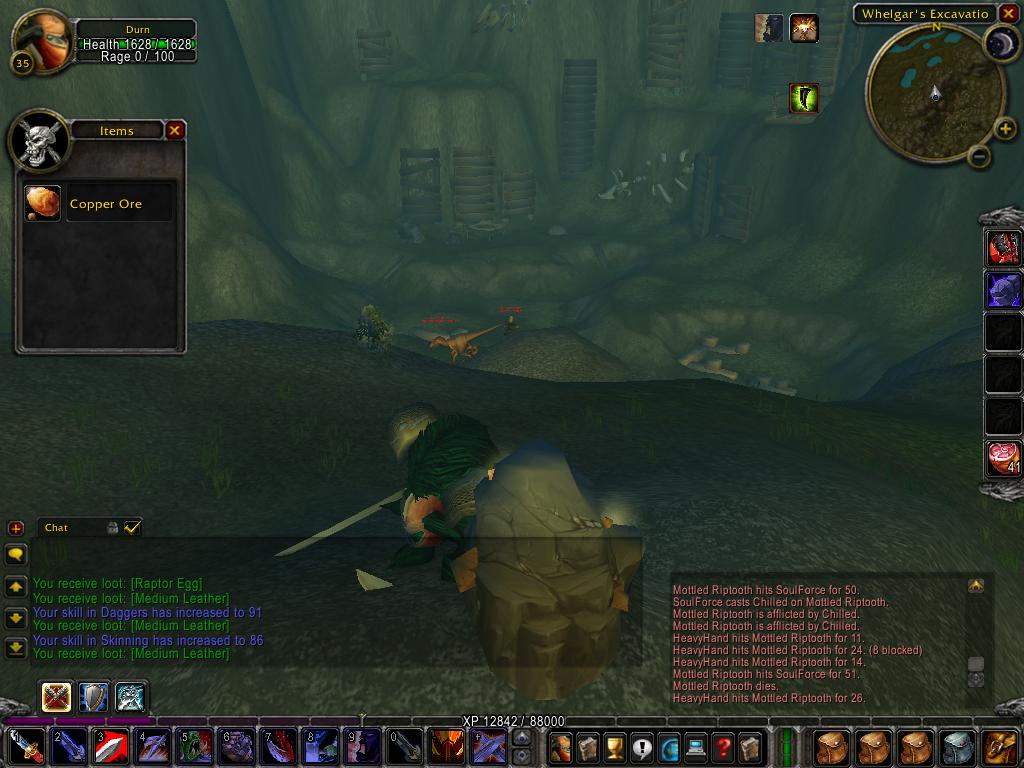 Durn
Health 1628 / 1628
Rage 0 / 100
35
Whelgar's Excavatio
N
Items
Copper Ore
41
Chat
You receive loot: [Raptor Egg]
You receive loot: [Medium Leather]
Your skill in Daggers has increased to 91
You receive loot: [Medium Leather]
Your skill in Skinning has increased to 86
You receive loot: [Medium Leather]
Mottled Riptooth hits SoulForce for 50.
SoulForce casts Chilled on Mottled Riptooth.
Mottled Riptooth is afflicted by Chilled.
Mottled Riptooth is afflicted by Chilled.
HeavyHand hits Mottled Riptooth for 11.
HeavyHand hits Mottled Riptooth for 24. (8 blocked)
HeavyHand hits Mottled Riptooth for 14.
Mottled Riptooth hits SoulForce for 51.
Mottled Riptooth dies.
HeavyHand hits Mottled Riptooth for 26.
XP 12842 / 88000
1 2 3 4 5 6 7 8 9 0 - +